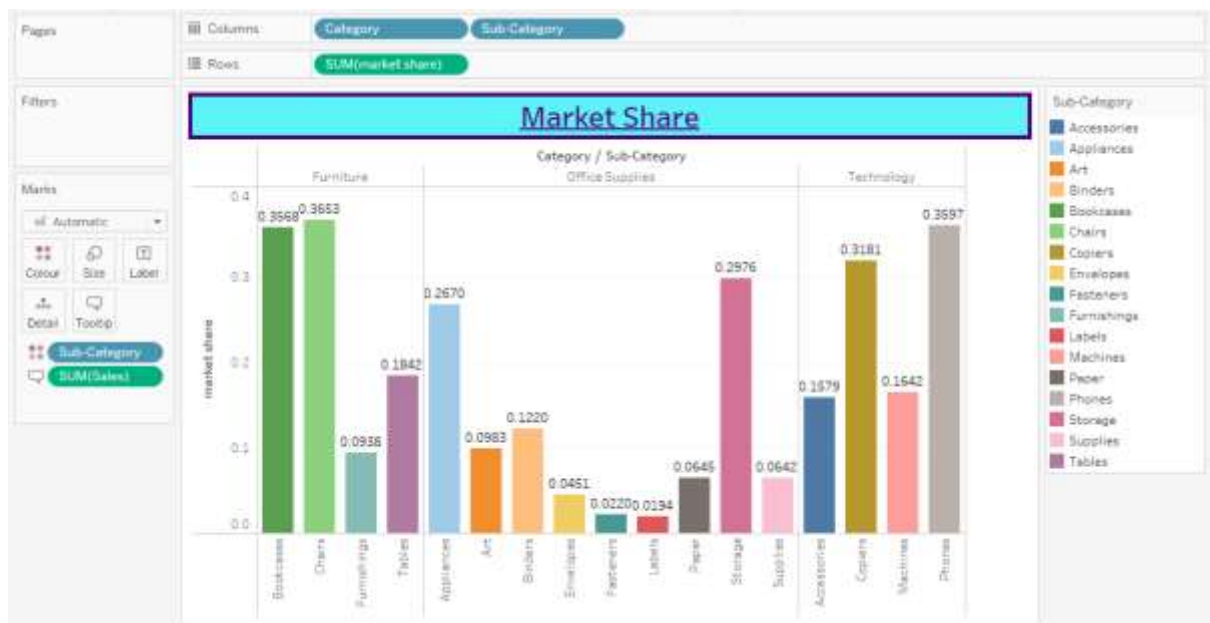 Pages
Columns
Category
Sub-Category
Rows
SUM(market share)
Filters
Marks
Automatic
Colour
Size
Label
Detail
Tooltip
Sub-Category
SUM(Sales)
Market Share
Category / Sub-Category
Furniture
Office Supplies
Technology
market share
0.4
0.3
0.2
0.1
0.0
0.3568
0.3653
0.0938
0.1842
0.2670
0.0983
0.1220
0.0451
0.0220
0.0194
0.0645
0.2976
0.0642
0.1579
0.3181
0.1642
0.3597
Bookcases
Chairs
Furnishings
Tables
Appliances
Art
Binders
Envelopes
Fasteners
Labels
Paper
Storage
Supplies
Accessories
Copiers
Machines
Phones
Sub-Category
Accessories
Appliances
Art
Binders
Bookcases
Chairs
Copiers
Envelopes
Fasteners
Furnishings
Labels
Machines
Paper
Phones
Storage
Supplies
Tables